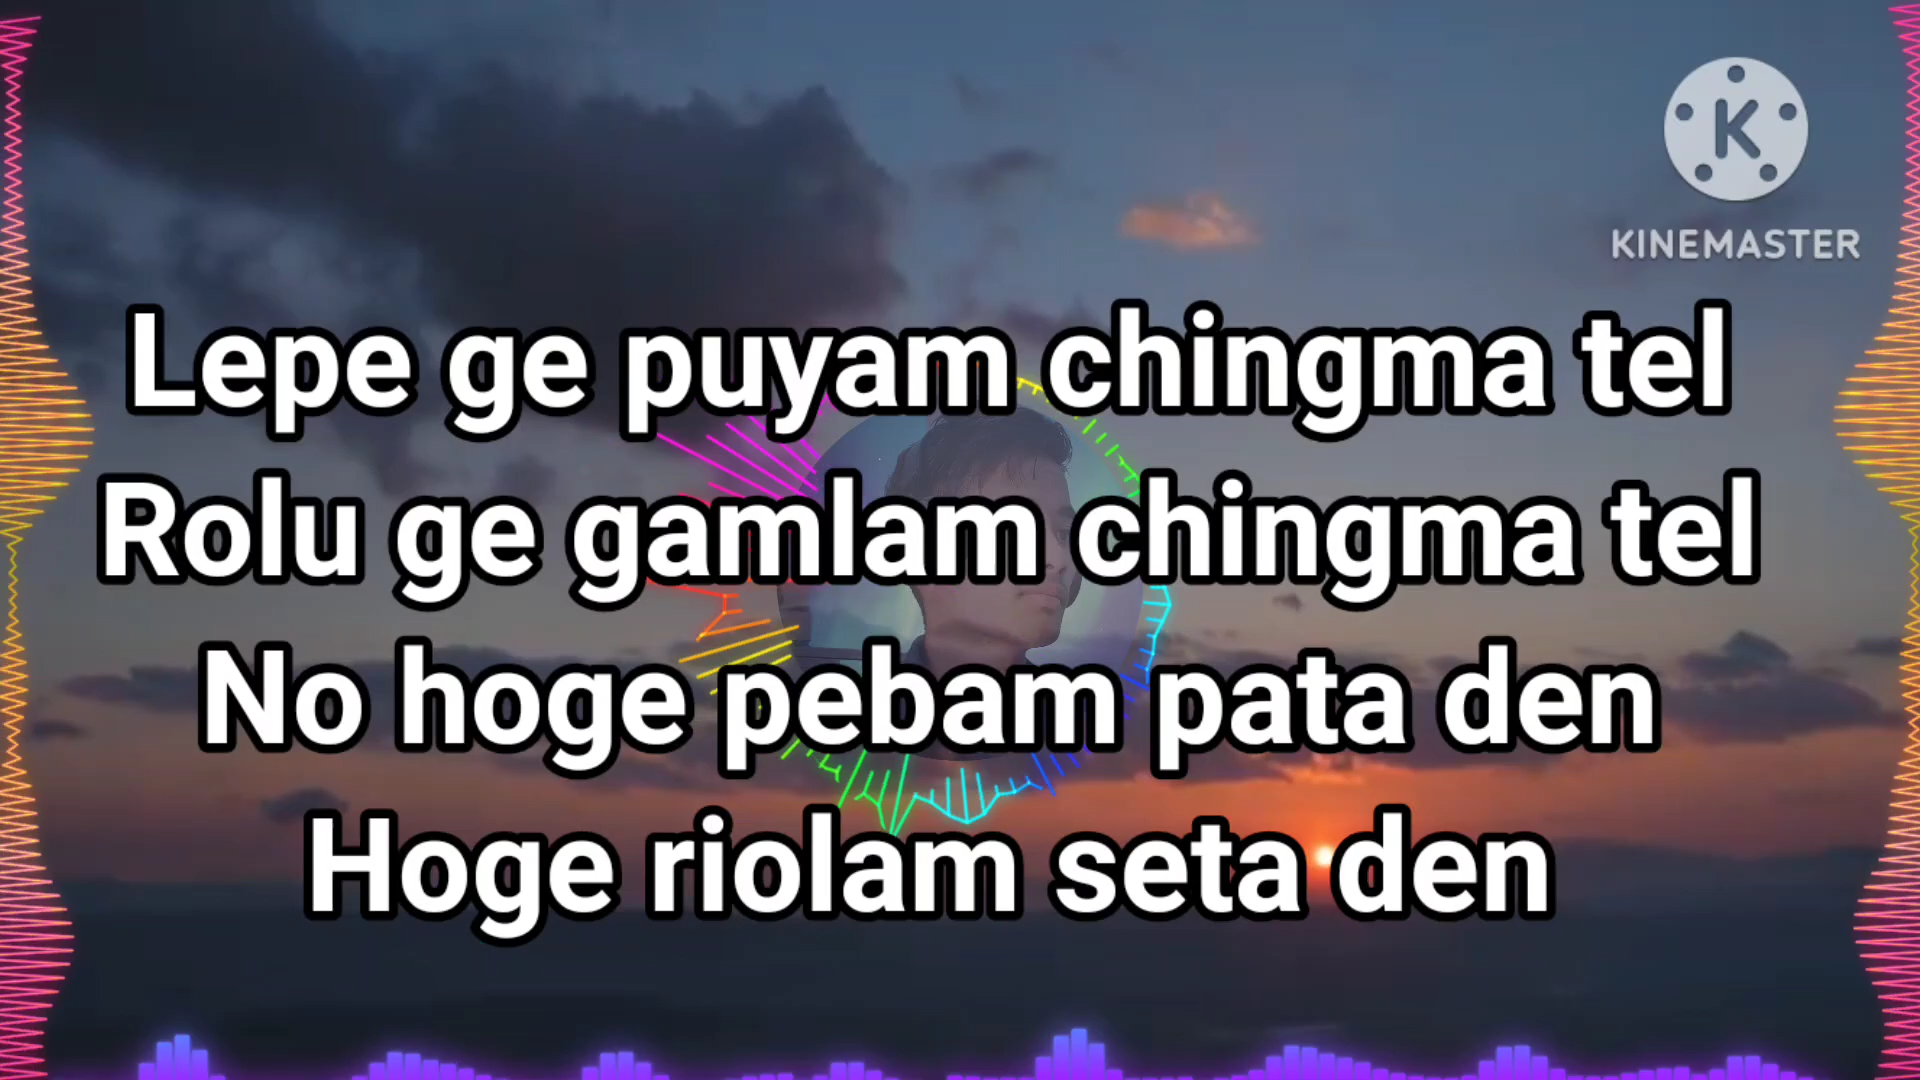 KINEMASTER
Lepe ge puyam chingma tel
Rolu ge gamlam chingma tel
No hoge pebam pata den
Hoge riolam seta den